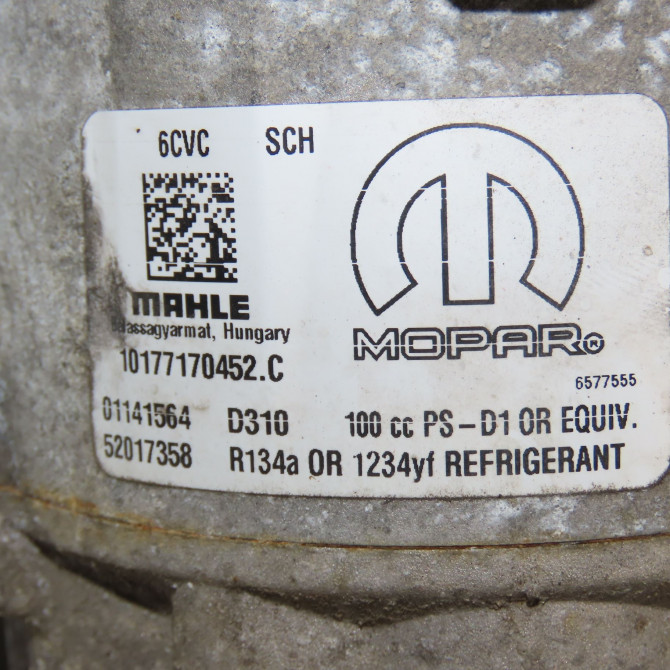 6CVC SCH
MAHLE
Balassagyarmat, Hungary
10177170452.C
MOPAR®
6577555
01141564 D310 100 cc PS-D1 OR EQUIV.
52017358 R134a OR 1234yf REFRIGERANT